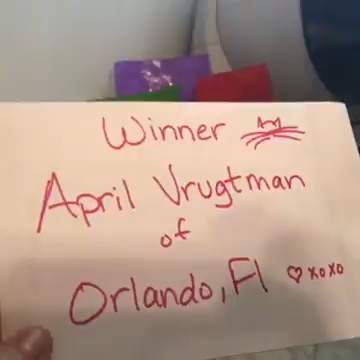 Winner
April Vrugtman
of
Orlando, Fl ♡ xoxo